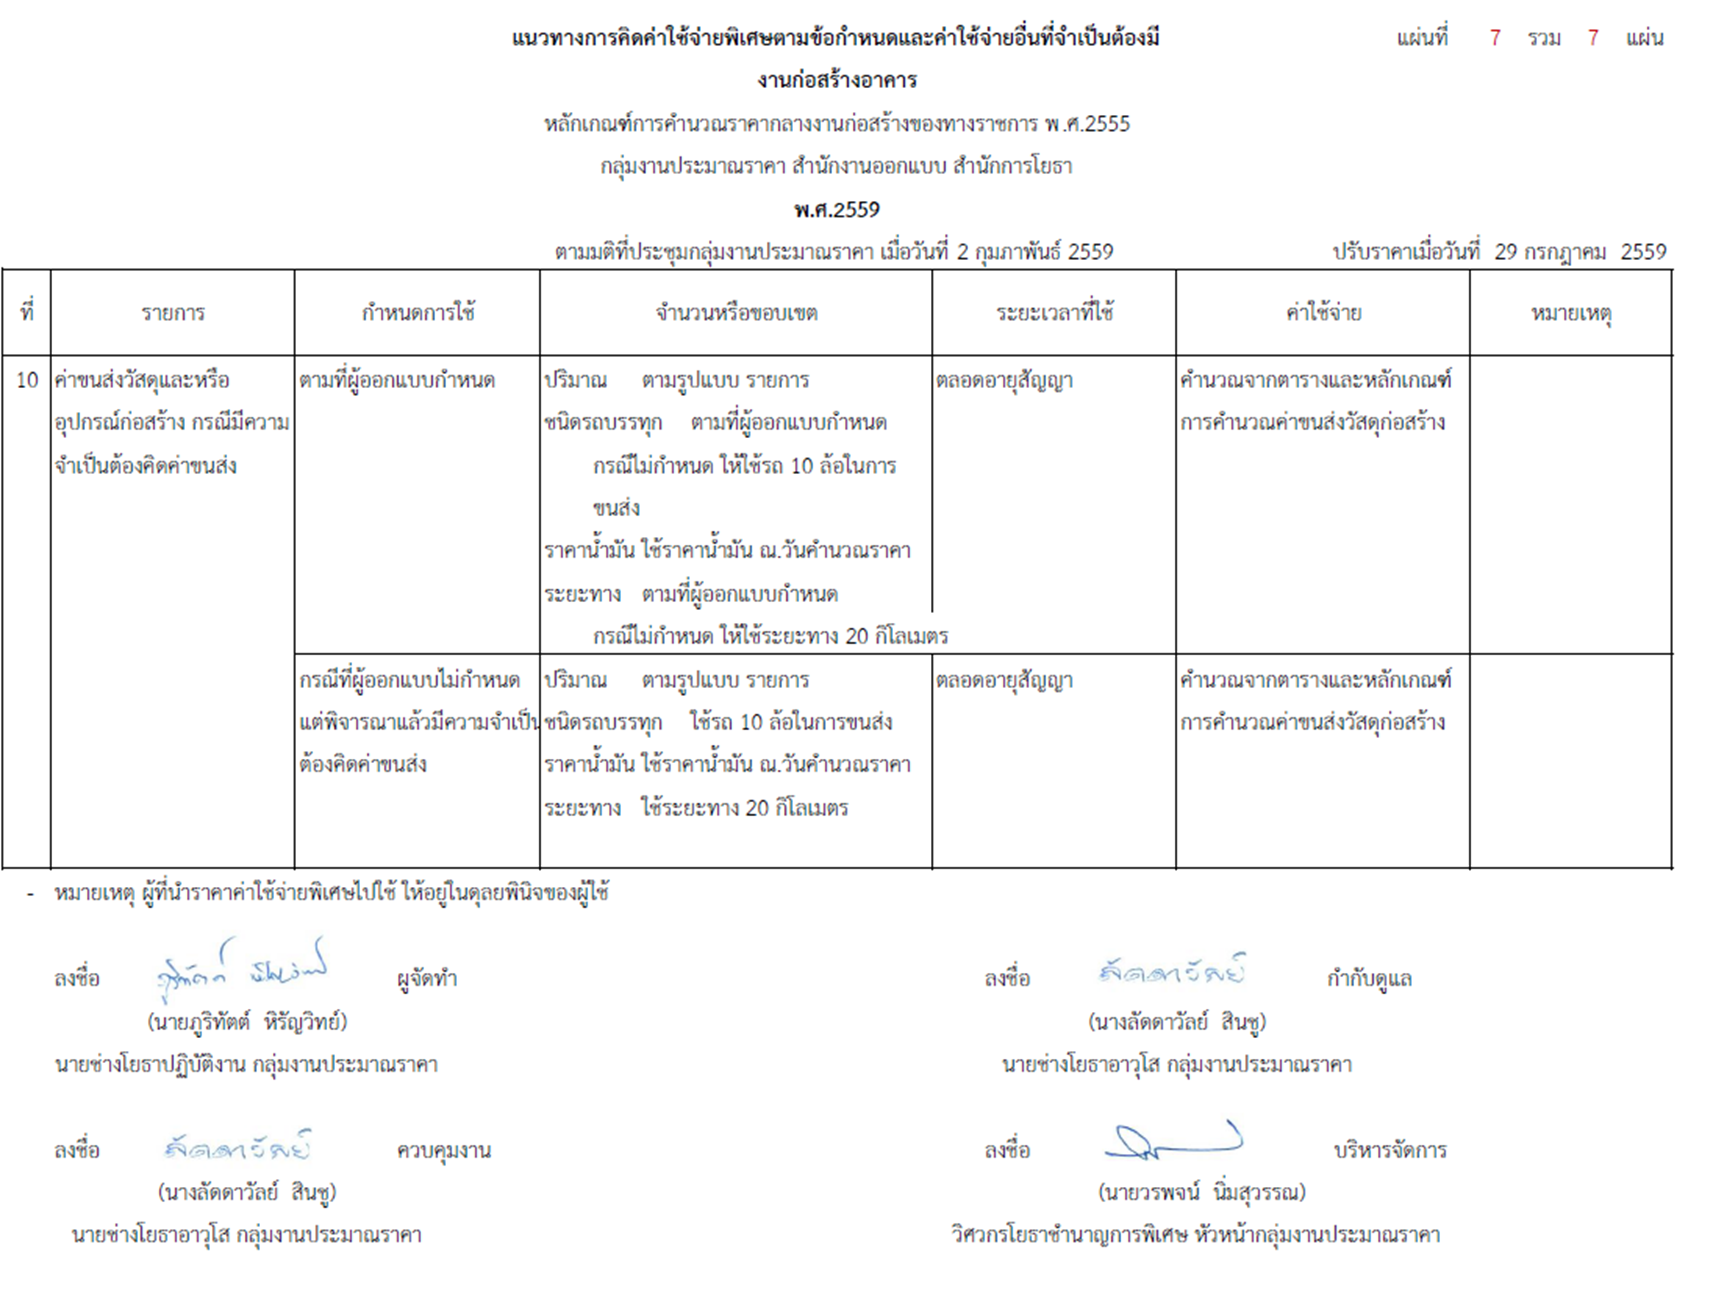 แนวทางการคิดค่าใช้จ่ายพิเศษตามข้อกำหนดและค่าใช้จ่ายอื่นที่จำเป็นต้องมี แผ่นที่ 7 รวม 7 แผ่น
งานก่อสร้างอาคาร
หลักเกณฑ์การคำนวณราคากลางงานก่อสร้างของทางราชการ พ.ศ.2555
กลุ่มงานประมาณราคา สำนักงานออกแบบ สำนักการโยธา
พ.ศ.2559
ตามมติที่ประชุมกลุ่มงานประมาณราคา เมื่อวันที่ 2 กุมภาพันธ์ 2559 ปรับราคาเมื่อวันที่ 29 กรกฎาคม 2559
ที่ รายการ กำหนดการใช้ จำนวนหรือขอบเขต ระยะเวลาที่ใช้ ค่าใช้จ่าย หมายเหตุ
10 ค่าขนส่งวัสดุและหรือ ตามที่ผู้ออกแบบกำหนด ปริมาณ ตามรูปแบบ รายการ ตลอดอายุสัญญา คำนวณจากตารางและหลักเกณฑ์
อุปกรณ์ก่อสร้าง กรณีมีความ ชนิดรถบรรทุก ตามที่ผู้ออกแบบกำหนด การคำนวณค่าขนส่งวัสดุก่อสร้าง
จำเป็นต้องคิดค่าขนส่ง กรณีไม่กำหนด ให้ใช้รถ 10 ล้อในการ
ขนส่ง
ราคาน้ำมัน ใช้ราคาน้ำมัน ณ.วันคำนวณราคา
ระยะทาง ตามที่ผู้ออกแบบกำหนด
กรณีไม่กำหนด ให้ใช้ระยะทาง 20 กิโลเมตร
กรณีที่ผู้ออกแบบไม่กำหนด ปริมาณ ตามรูปแบบ รายการ ตลอดอายุสัญญา คำนวณจากตารางและหลักเกณฑ์
แต่พิจารณาแล้วมีความจำเป็น ชนิดรถบรรทุก ใช้รถ 10 ล้อในการขนส่ง การคำนวณค่าขนส่งวัสดุก่อสร้าง
ต้องคิดค่าขนส่ง ราคาน้ำมัน ใช้ราคาน้ำมัน ณ.วันคำนวณราคา
ระยะทาง ใช้ระยะทาง 20 กิโลเมตร
- หมายเหตุ ผู้ที่นำราคาค่าใช้จ่ายพิเศษไปใช้ ให้อยู่ในดุลยพินิจของผู้ใช้
ลงชื่อ ผูจัดทำ ลงชื่อ ลัดดาวัลย์ กำกับดูแล
(นายภูริทัตต์ หิรัญวิทย์) (นางลัดดาวัลย์ สินชู)
นายช่างโยธาปฏิบัติงาน กลุ่มงานประมาณราคา นายช่างโยธาอาวุโส กลุ่มงานประมาณราคา
ลงชื่อ ลัดดาวัลย์ ควบคุมงาน ลงชื่อ บริหารจัดการ
(นางลัดดาวัลย์ สินชู) (นายวรพจน์ นิ่มสุวรรณ)
นายช่างโยธาอาวุโส กลุ่มงานประมาณราคา วิศวกรโยธาชำนาญการพิเศษ หัวหน้ากลุ่มงานประมาณราคา